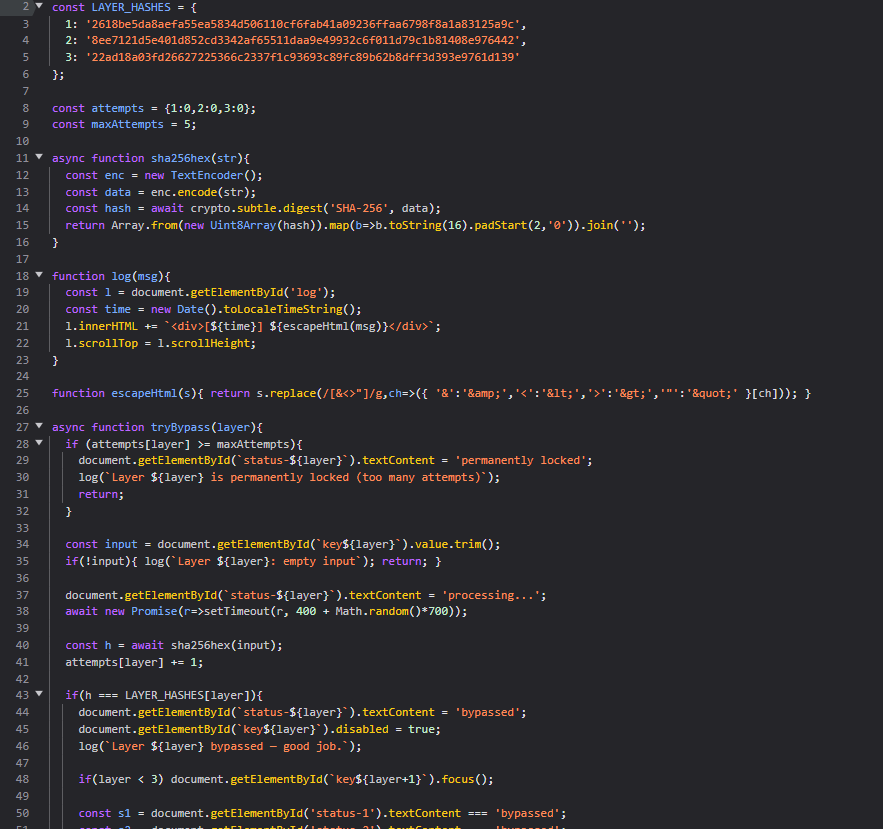 2 const LAYER_HASHES = {
3 1: '2618be5da8aefa55ea5834d506110cf6fab41a09236ffaa6798f8a1a83125a9c',
4 2: '8ee7121d5e401d852cd3342af65511daa9e49932c6f011d79c1b81408e976442',
5 3: '22ad18a03fd26627225366c2337f1c93693c89fc89b62b8dff3d393e9761d139'
6 };
7
8 const attempts = {1:0,2:0,3:0};
9 const maxAttempts = 5;
10
11 async function sha256hex(str){
12 const enc = new TextEncoder();
13 const data = enc.encode(str);
14 const hash = await crypto.subtle.digest('SHA-256', data);
15 return Array.from(new Uint8Array(hash)).map(b=>b.toString(16).padStart(2,'0')).join('');
16 }
17
18 function log(msg){
19 const l = document.getElementById('log');
20 const time = new Date().toLocaleTimeString();
21 l.innerHTML += `<div>[${time}] ${escapeHtml(msg)}</div>`;
22 l.scrollTop = l.scrollHeight;
23 }
24
25 function escapeHtml(s){ return s.replace(/[&<>"]/g,ch=>({ '&':'&amp;','<':'&lt;','>':'&gt;','"':'&quot;' }[ch])); }
26
27 async function tryBypass(layer){
28 if (attempts[layer] >= maxAttempts){
29 document.getElementById(`status-${layer}`).textContent = 'permanently locked';
30 log(`Layer ${layer} is permanently locked (too many attempts)`);
31 return;
32 }
33
34 const input = document.getElementById(`key${layer}`).value.trim();
35 if(!input){ log(`Layer ${layer}: empty input`); return; }
36
37 document.getElementById(`status-${layer}`).textContent = 'processing...';
38 await new Promise(r=>setTimeout(r, 400 + Math.random()*700));
39
40 const h = await sha256hex(input);
41 attempts[layer] += 1;
42
43 if(h === LAYER_HASHES[layer]){
44 document.getElementById(`status-${layer}`).textContent = 'bypassed';
45 document.getElementById(`key${layer}`).disabled = true;
46 log(`Layer ${layer} bypassed — good job.`);
47
48 if(layer < 3) document.getElementById(`key${layer+1}`).focus();
49
50 const s1 = document.getElementById('status-1').textContent === 'bypassed';